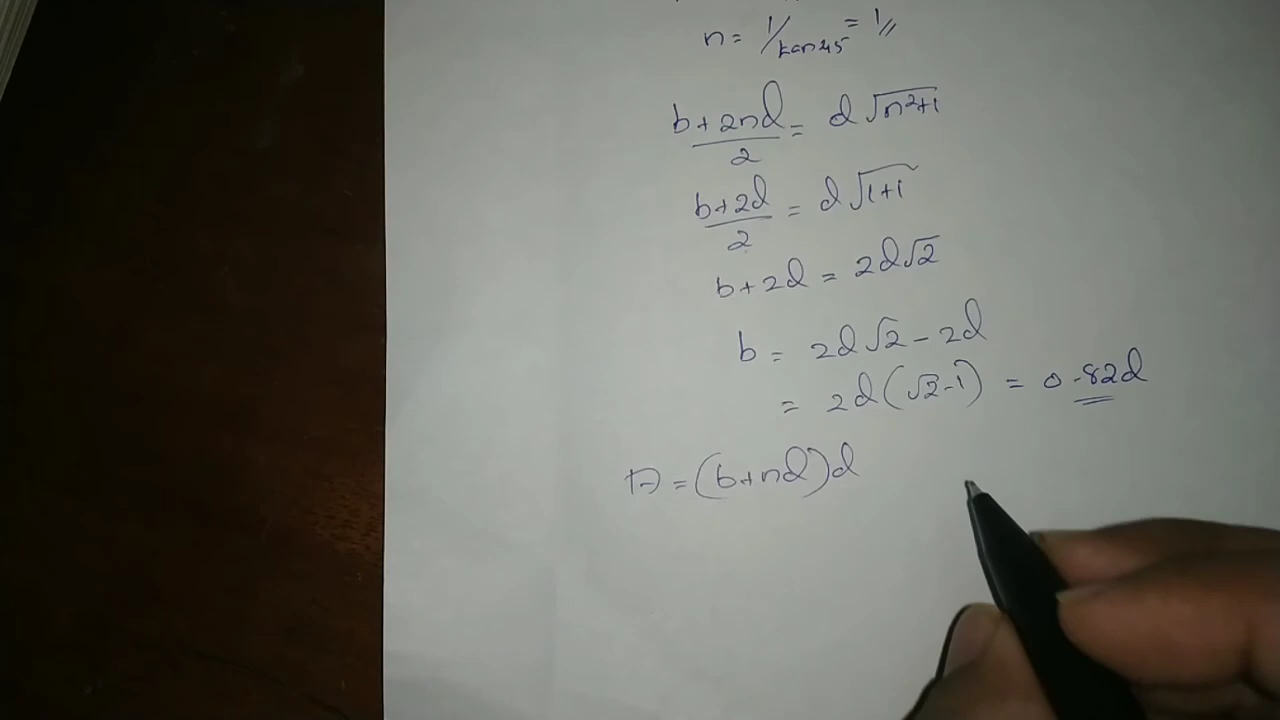 n = 1/tan45 = 1//
b+2nd/2 = d√n²+1
b+2d/2 = d√1+1
b+2d = 2d√2
b = 2d√2 - 2d
= 2d(√2-1) = 0.82d
A = (b+nd)d